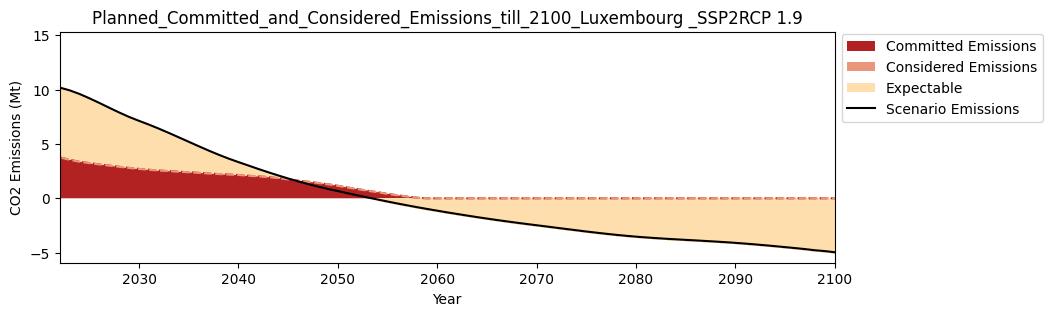 Planned_Committed_and_Considered_Emissions_till_2100_Luxembourg _SSP2RCP 1.9
Committed Emissions
Considered Emissions
Expectable
Scenario Emissions
CO2 Emissions (Mt)
15
10
5
0
−5
2030 2040 2050 2060 2070 2080 2090 2100
Year